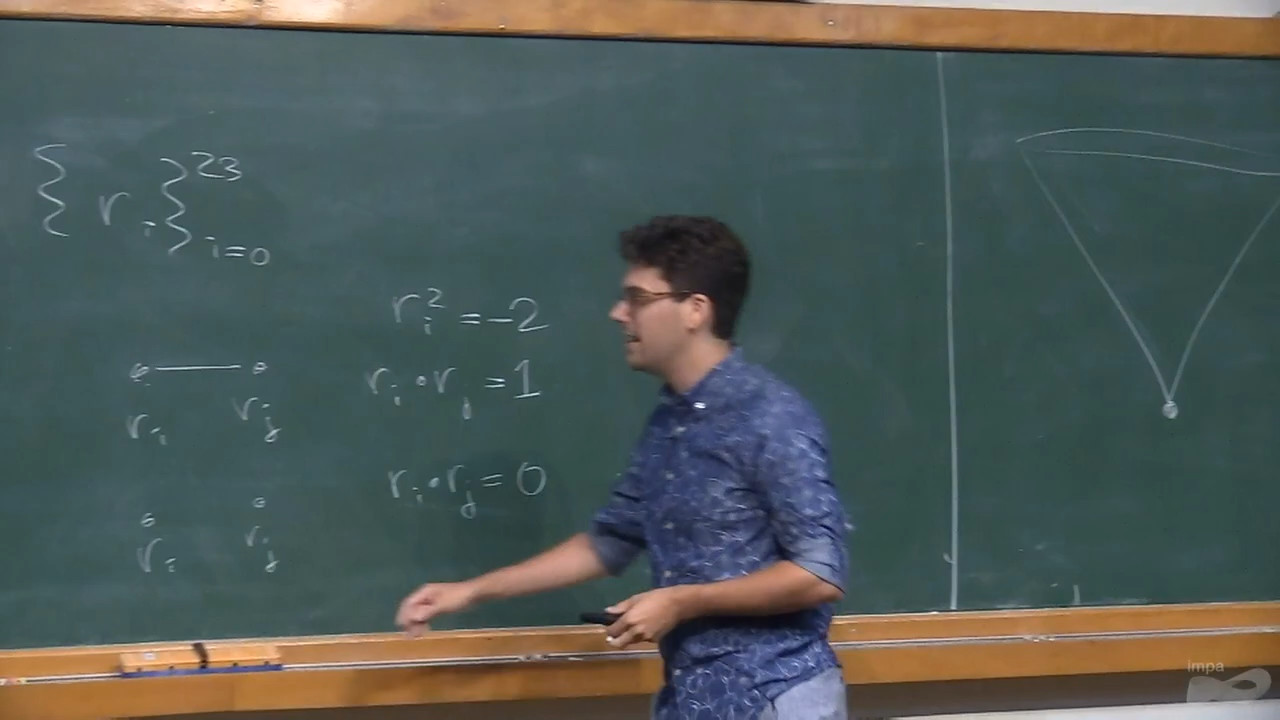 { r_i }_{i=0}^{23}
r_i^2 = -2
r_i · r_j = 1
r_i r_j
r_i · r_j = 0
r_i r_j
impa